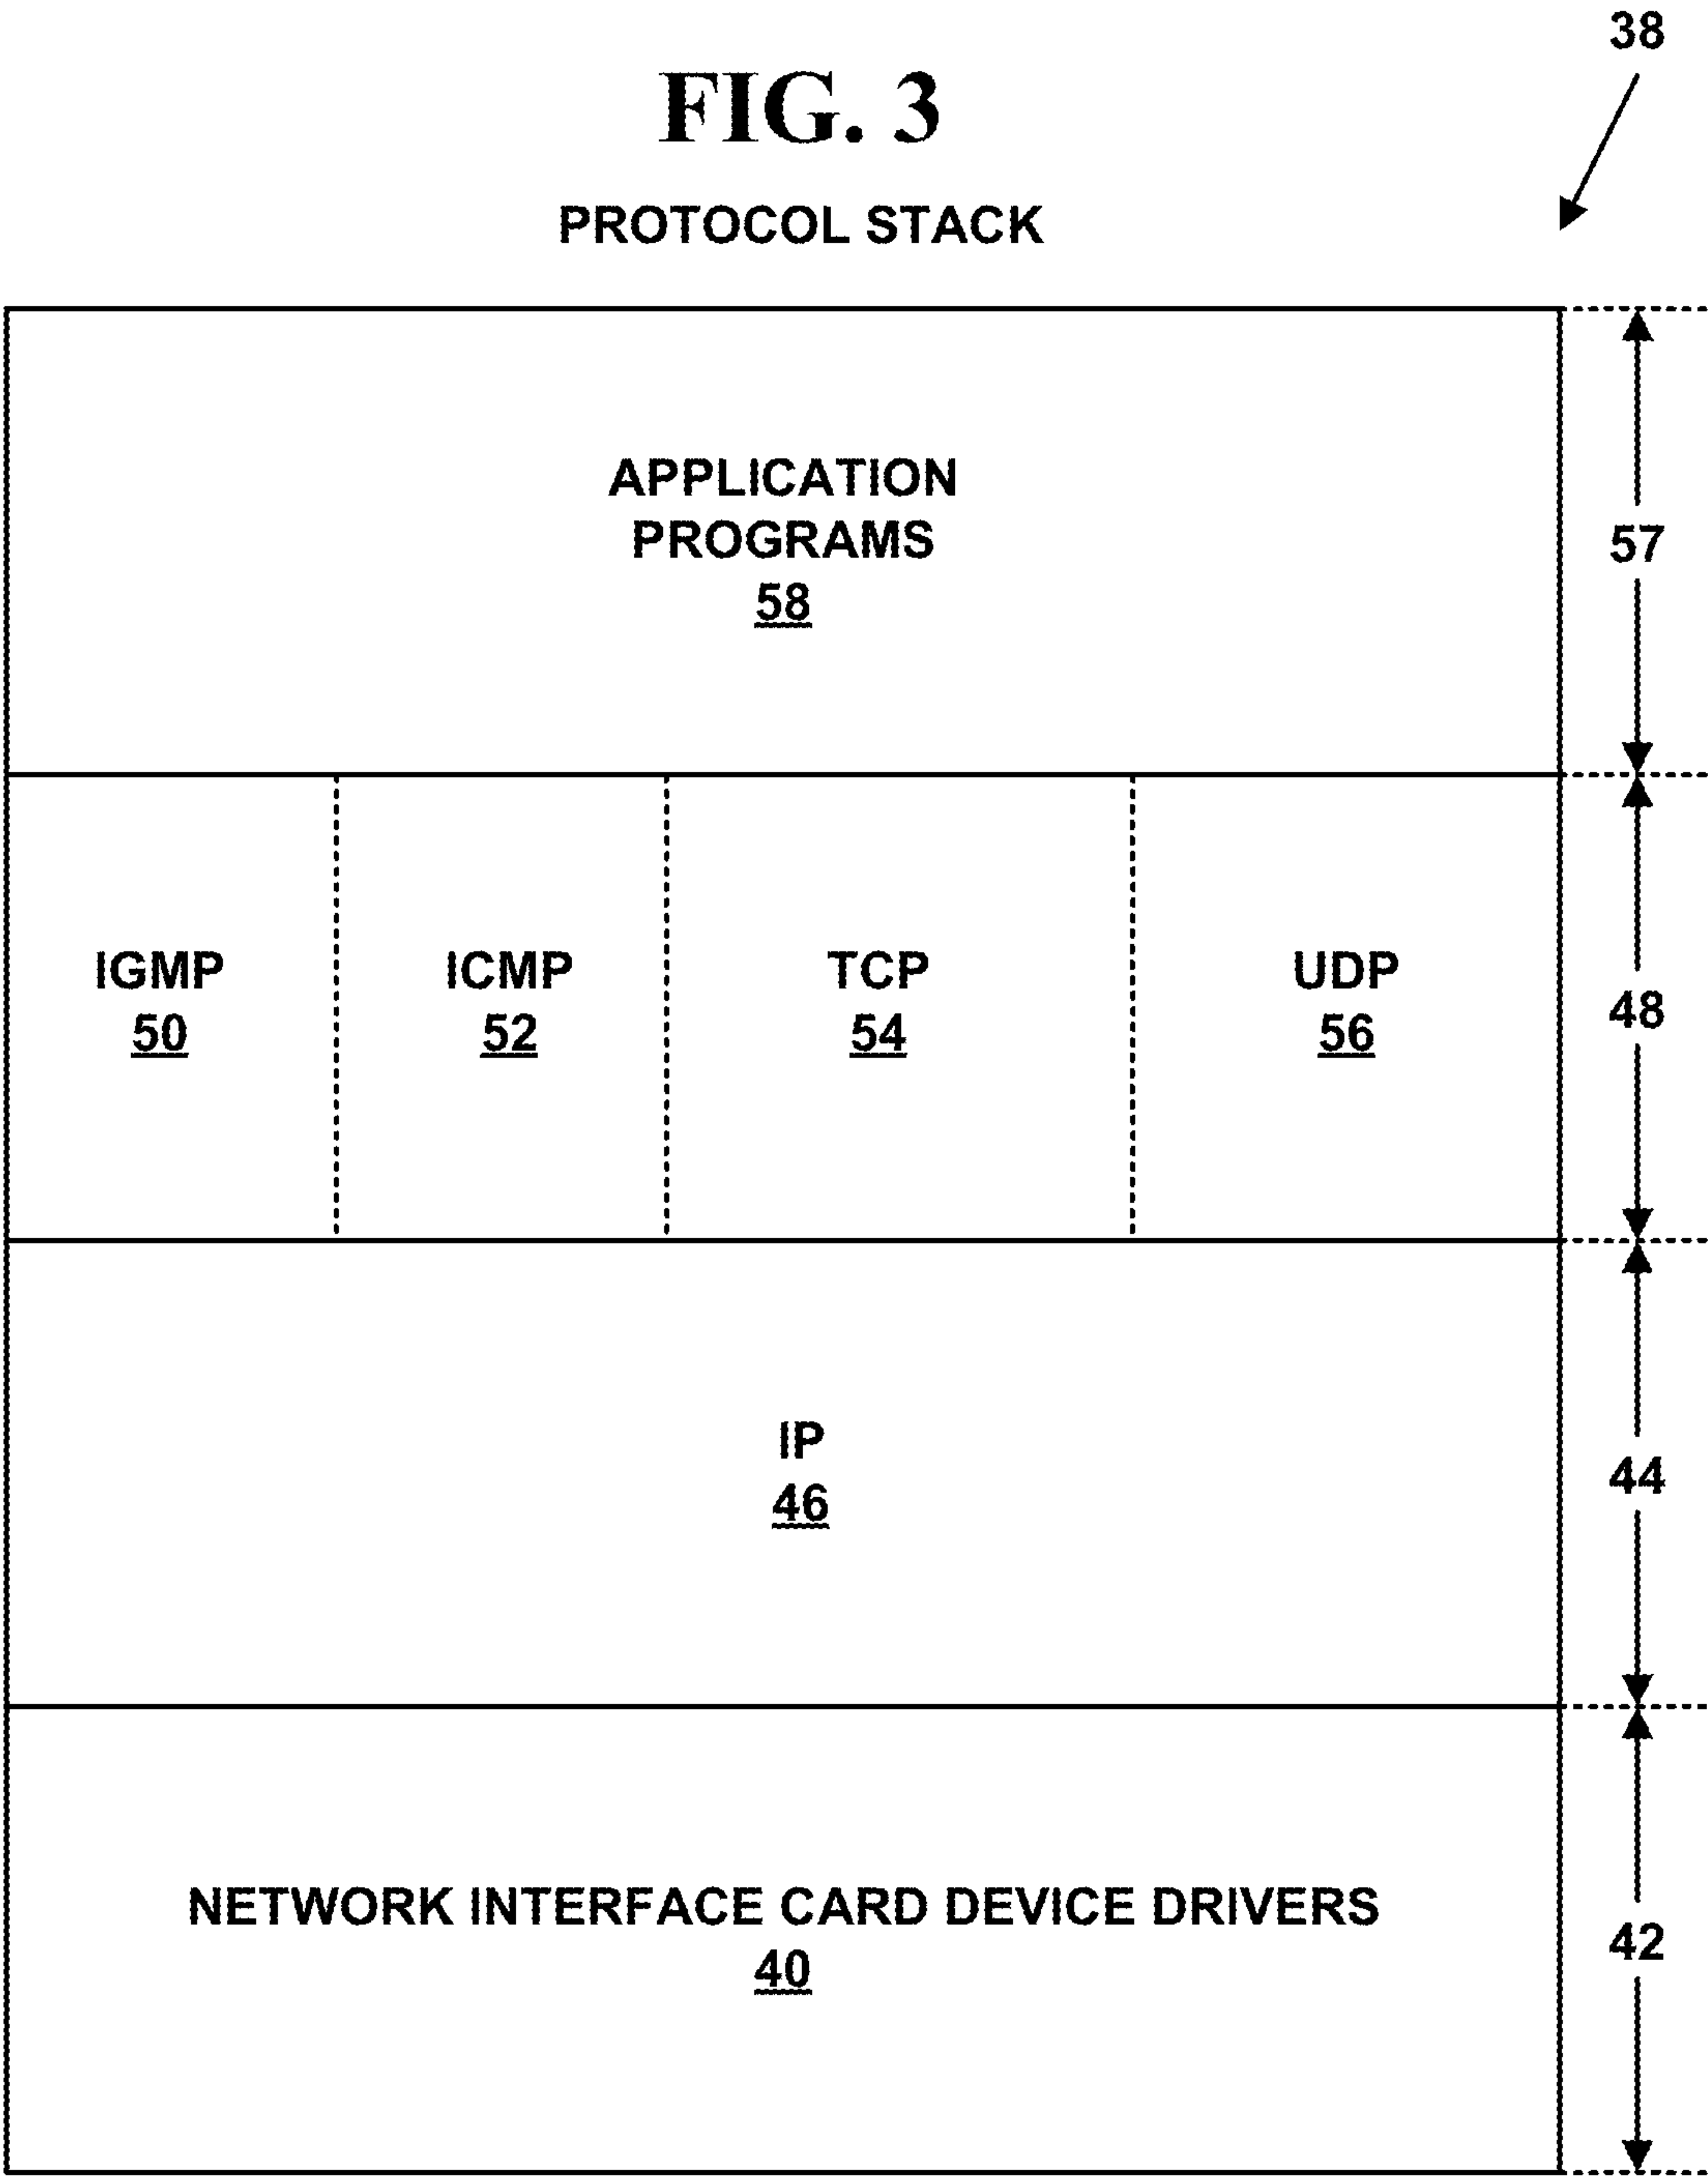 38
FIG. 3
PROTOCOL STACK
APPLICATION
PROGRAMS
58
57
IGMP ICMP TCP UDP
50 52 54 56
48
IP
46
44
NETWORK INTERFACE CARD DEVICE DRIVERS
40
42